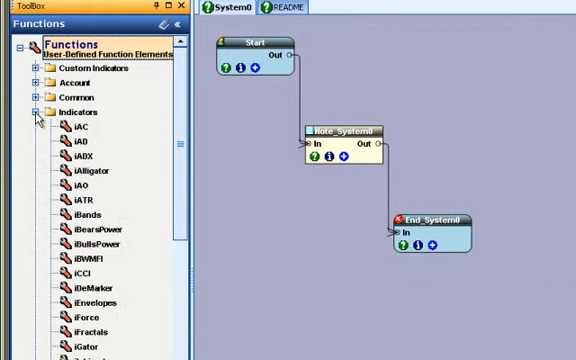 ToolBox
System0
README
Functions
Functions
User-Defined Function Elements
Custom Indicators
Account
Common
Indicators
iAC
iAD
iADX
iAlligator
iAO
iATR
iBands
iBearsPower
iBullsPower
iBWMFI
iCCI
iDeMarker
iEnvelopes
iForce
iFractals
iGator
Start
Out
Note_System0
In
Out
End_System0
In